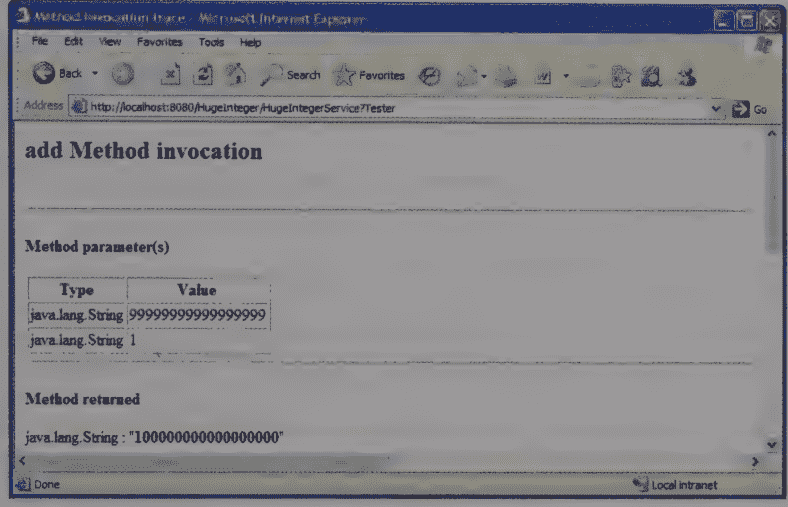 Method invocation trace - Microsoft Internet Explorer
File Edit View Favorites Tools Help
Back Search Favorites
Address http://localhost:8080/HugeInteger/HugeIntegerService?Tester Go
add Method invocation
Method parameter(s)
Type Value
java.lang.String 99999999999999999
java.lang.String 1
Method returned
java.lang.String : "100000000000000000"
Done Local intranet